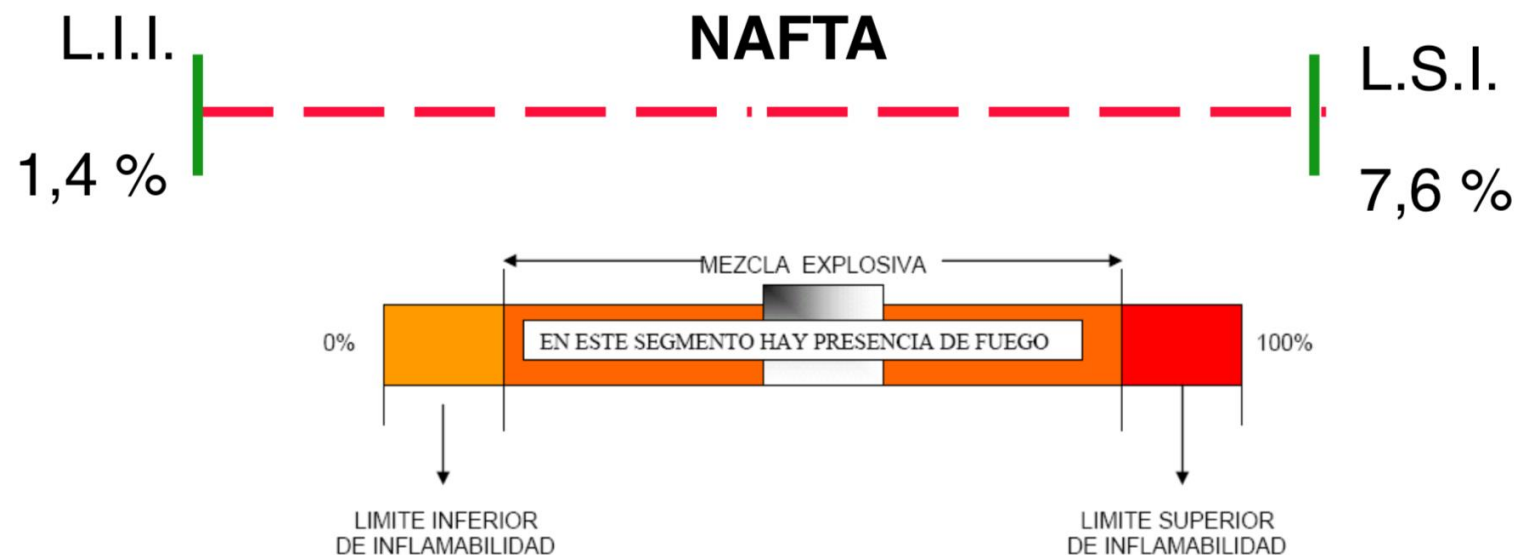 L.I.I.
NAFTA
L.S.I.
1,4 %
7,6 %
MEZCLA EXPLOSIVA
0%
EN ESTE SEGMENTO HAY PRESENCIA DE FUEGO
100%
LIMITE INFERIOR
DE INFLAMABILIDAD
LIMITE SUPERIOR
DE INFLAMABILIDAD